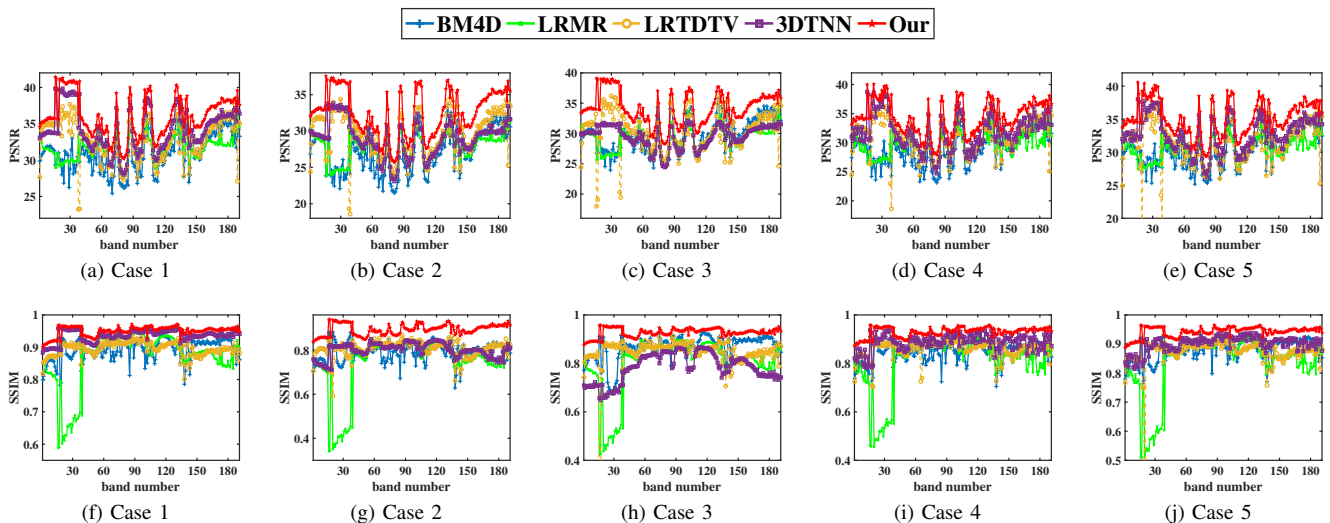 BM4D LRMR LRTDTV 3DTNN Our
PSNR
40
35
30
25
30 60 90 120 150 180
band number
(a) Case 1
PSNR
35
30
25
20
30 60 90 120 150 180
band number
(b) Case 2
PSNR
40
35
30
25
20
30 60 90 120 150 180
band number
(c) Case 3
PSNR
40
35
30
25
20
30 60 90 120 150 180
band number
(d) Case 4
PSNR
40
35
30
25
20
30 60 90 120 150 180
band number
(e) Case 5
SSIM
1
0.9
0.8
0.7
0.6
30 60 90 120 150 180
band number
(f) Case 1
SSIM
0.8
0.6
0.4
30 60 90 120 150 180
band number
(g) Case 2
SSIM
1
0.8
0.6
0.4
30 60 90 120 150 180
band number
(h) Case 3
SSIM
1
0.8
0.6
0.4
30 60 90 120 150 180
band number
(i) Case 4
SSIM
1
0.9
0.8
0.7
0.6
0.5
30 60 90 120 150 180
band number
(j) Case 5